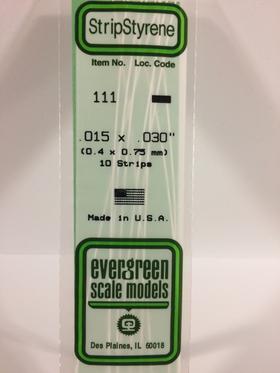 StripStyrene
Item No. Loc. Code
111
.015 x .030"
(0.4 x 0.75 mm)
10 Strips
Made in U.S.A.
evergreen
scale models
Des Plaines, IL 60018